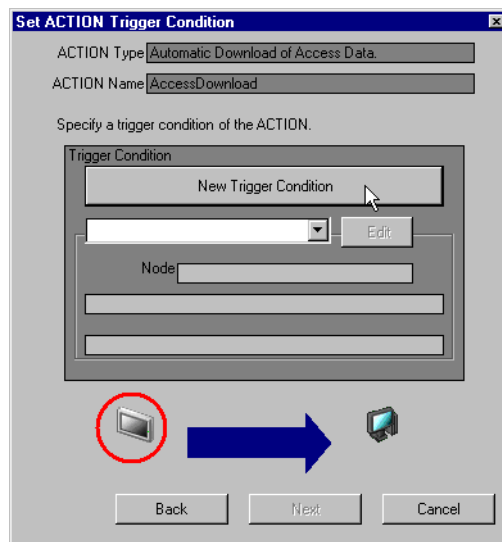 Set ACTION Trigger Condition
ACTION Type Automatic Download of Access Data.
ACTION Name AccessDownload
Specify a trigger condition of the ACTION.
Trigger Condition
New Trigger Condition
Edit
Node
Back Next Cancel